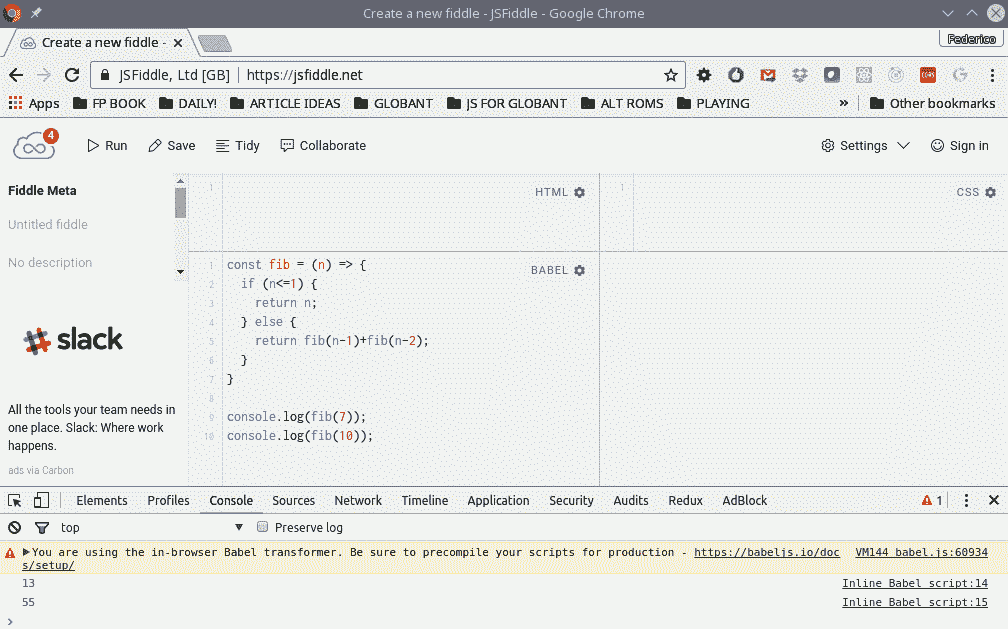 Create a new fiddle - JSFiddle - Google Chrome
Create a new fiddle -
Federico
JSFiddle, Ltd [GB] | https://jsfiddle.net
Apps FP BOOK DAILY! ARTICLE IDEAS GLOBANT JS FOR GLOBANT ALT ROMS PLAYING » Other bookmarks
4 Run Save Tidy Collaborate Settings Sign in
Fiddle Meta
Untitled fiddle
No description
slack
All the tools your team needs in
one place. Slack: Where work
happens.
ads via Carbon
1 HTML
1 CSS
BABEL
1 const fib = (n) => {
2 if (n<=1) {
3 return n;
4 } else {
5 return fib(n-1)+fib(n-2);
6 }
7 }
8
9 console.log(fib(7));
10 console.log(fib(10));
Elements Profiles Console Sources Network Timeline Application Security Audits Redux AdBlock 1
top Preserve log
You are using the in-browser Babel transformer. Be sure to precompile your scripts for production - https://babeljs.io/doc VM144 babel.js:60934
s/setup/
13 Inline Babel script:14
55 Inline Babel script:15
>